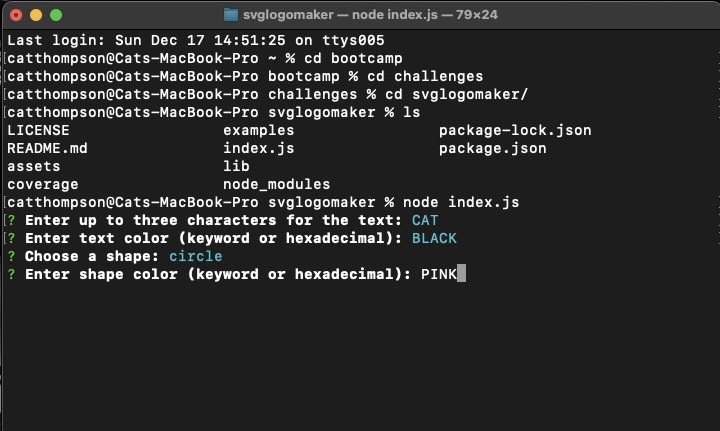 svglogomaker — node index.js — 79×24
Last login: Sun Dec 17 14:51:25 on ttys005
[catthompson@Cats-MacBook-Pro ~ % cd bootcamp
[catthompson@Cats-MacBook-Pro bootcamp % cd challenges
[catthompson@Cats-MacBook-Pro challenges % cd svglogomaker/
[catthompson@Cats-MacBook-Pro svglogomaker % ls
LICENSE examples package-lock.json
README.md index.js package.json
assets lib
coverage node_modules
[catthompson@Cats-MacBook-Pro svglogomaker % node index.js
[? Enter up to three characters for the text: CAT
[? Enter text color (keyword or hexadecimal): BLACK
? Choose a shape: circle
? Enter shape color (keyword or hexadecimal): PINK